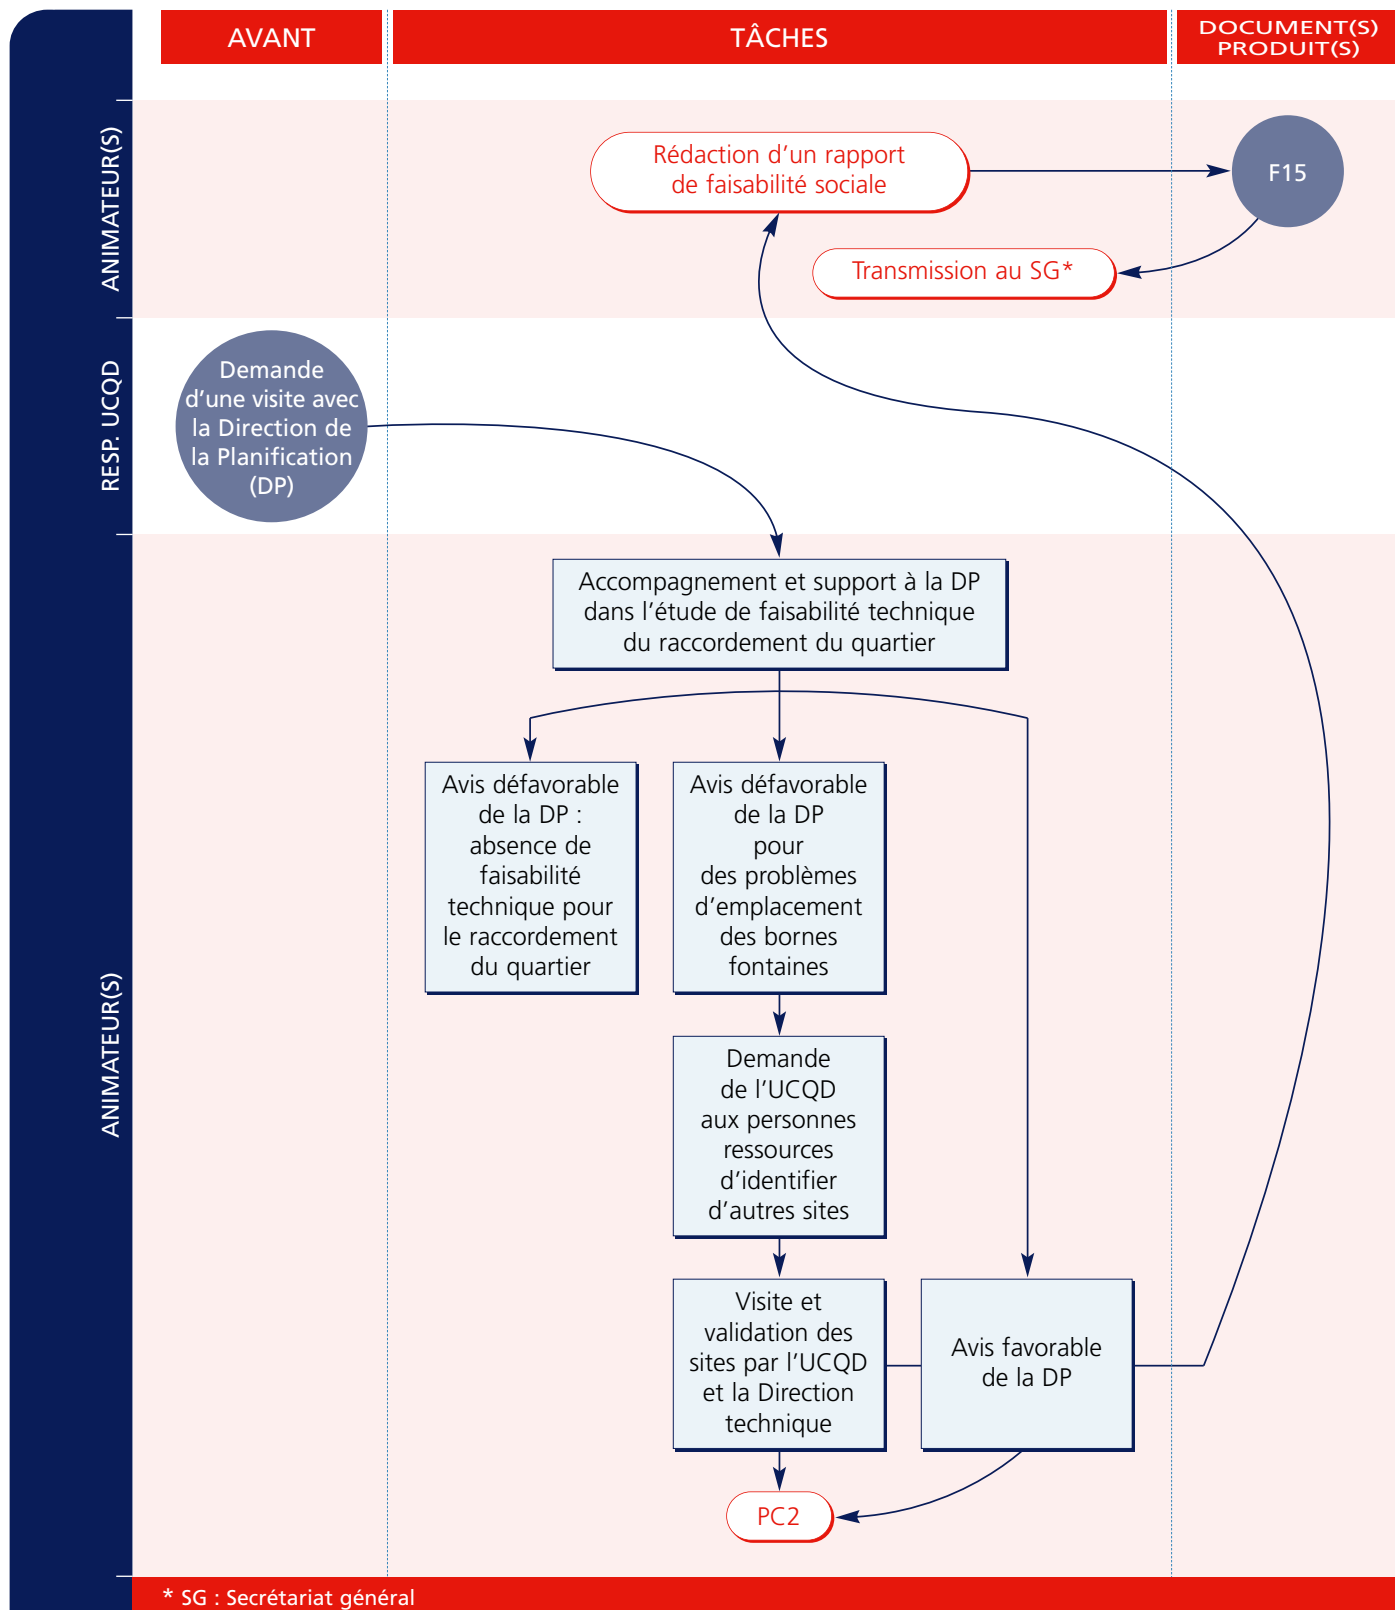 AVANT
TÂCHES
DOCUMENT(S)
PRODUIT(S)
ANIMATEUR(S)
Rédaction d’un rapport
de faisabilité sociale
F15
Transmission au SG*
RESP. UCQD
Demande
d’une visite avec
la Direction de
la Planification
(DP)
ANIMATEUR(S)
Accompagnement et support à la DP
dans l’étude de faisabilité technique
du raccordement du quartier
Avis défavorable
de la DP :
absence de
faisabilité
technique pour
le raccordement
du quartier
Avis défavorable
de la DP
pour
des problèmes
d’emplacement
des bornes
fontaines
Demande
de l’UCQD
aux personnes
ressources
d’identifier
d’autres sites
Visite et
validation des
sites par l’UCQD
et la Direction
technique
Avis favorable
de la DP
PC2
* SG : Secrétariat général